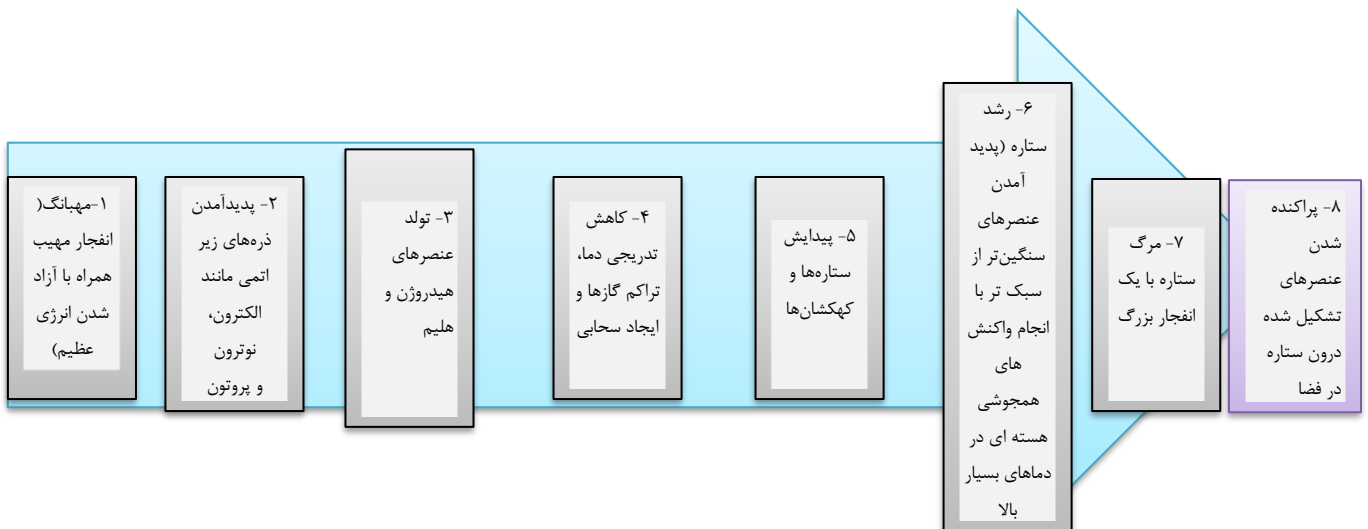 ۱-مهبانگ(
انفجار مهیب
همراه با آزاد
شدن انرژی
عظیم)
۲- پدیدآمدن
ذره‌های زیر
اتمی مانند
الکترون،
نوترون
و پروتون
۳- تولد
عنصرهای
هیدروژن و
هلیم
۴- کاهش
تدریجی دما،
تراکم گازها و
ایجاد سحابی
۵- پیدایش
ستاره‌ها و
کهکشان‌ها
۶- رشد
ستاره (پدید
آمدن
عنصرهای
سنگین‌تر از
سبک تر با
انجام واکنش
های
همجوشی
هسته ای در
دماهای بسیار
بالا
۷- مرگ
ستاره با یک
انفجار بزرگ
۸- پراکنده
شدن
عنصرهای
تشکیل شده
درون ستاره
در فضا